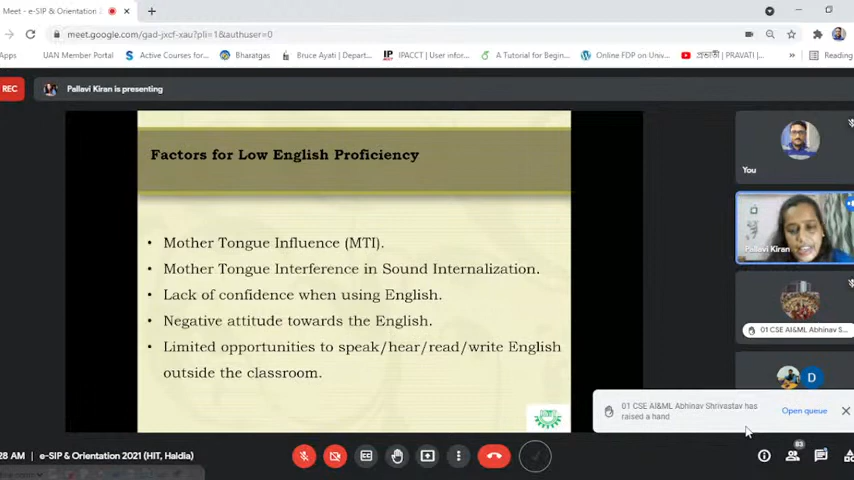 Meet - e-SIP & Orientation
meet.google.com/gad-jxcf-xau?pli=1&authuser=0
Apps
UAN Member Portal
Active Courses for...
Bharatgas
Bruce Ayati | Depart...
IPACCT | User infor...
A Tutorial for Begin...
Online FDP on Univ...
| PRAVATI |...
Reading
REC
Pallavi Kiran is presenting
Factors for Low English Proficiency
• Mother Tongue Influence (MTI).
• Mother Tongue Interference in Sound Internalization.
• Lack of confidence when using English.
• Negative attitude towards the English.
• Limited opportunities to speak/hear/read/write English
outside the classroom.
You
Pallavi Kiran
01 CSE AI&ML Abhinav S...
D
01 CSE AI&ML Abhinav Shrivastav has
raised a hand
Open queue
:28 AM | e-SIP & Orientation 2021 (HIT, Haldia)
83